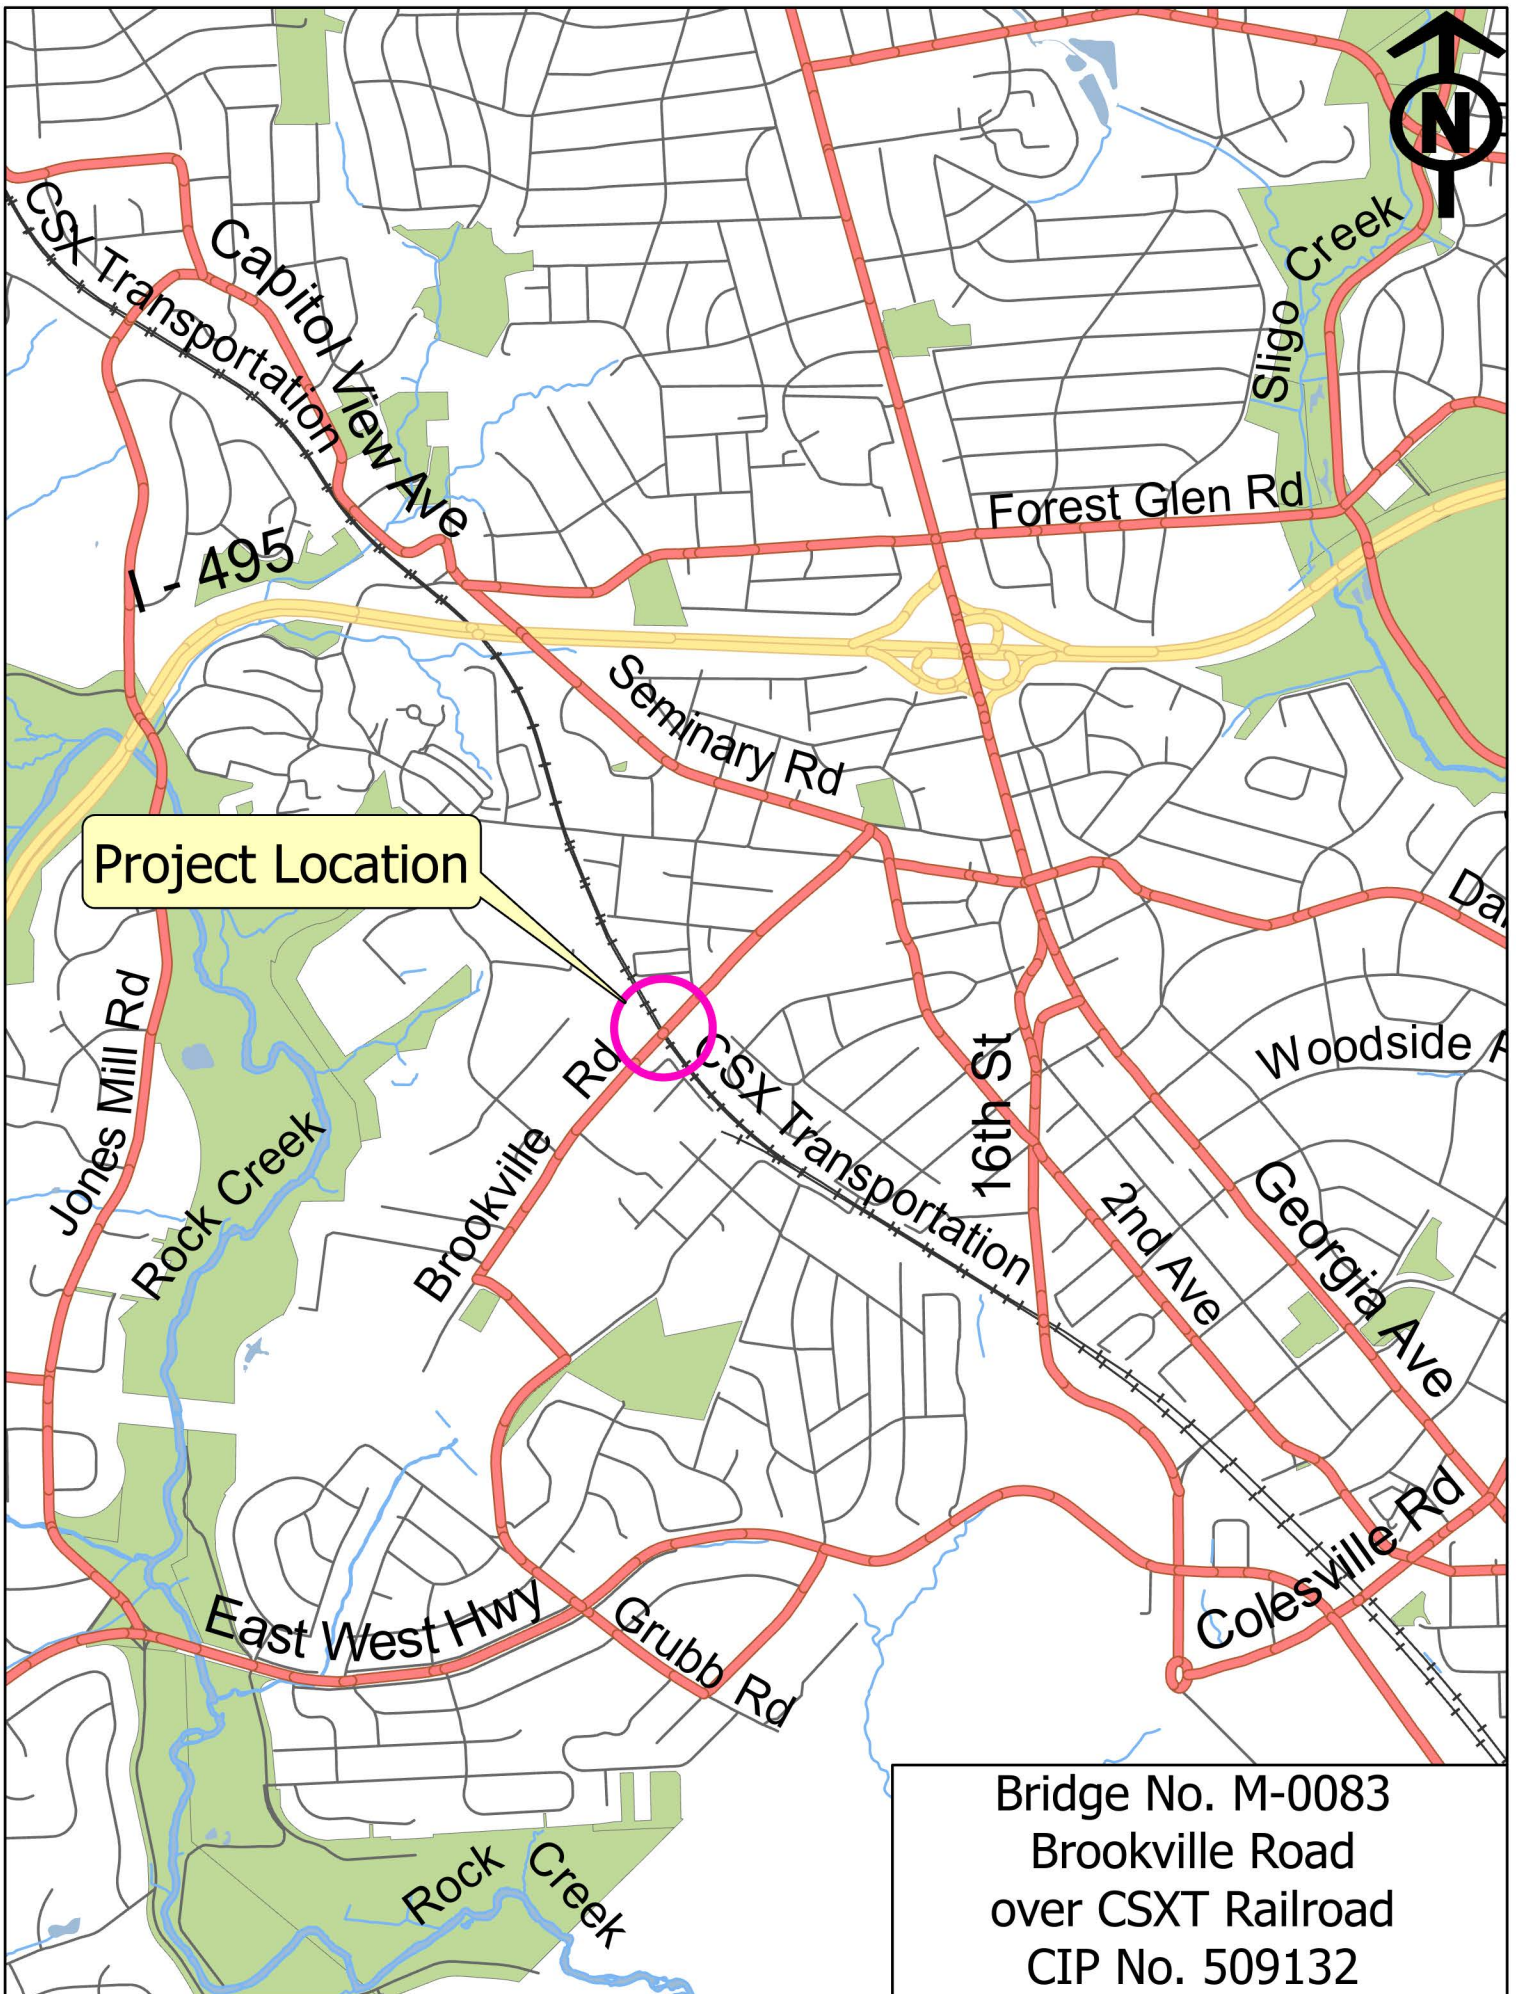 N
CSX Transportation
Capitol View Ave
Sligo Creek
Forest Glen Rd
I - 495
Seminary Rd
Project Location
Jones Mill Rd
Rock Creek
Brookville Rd
CSX Transportation
16th St
Woodside
2nd Ave
Georgia Ave
Colesville Rd
East West Hwy
Grubb Rd
Rock Creek
Bridge No. M-0083
Brookville Road
over CSXT Railroad
CIP No. 509132